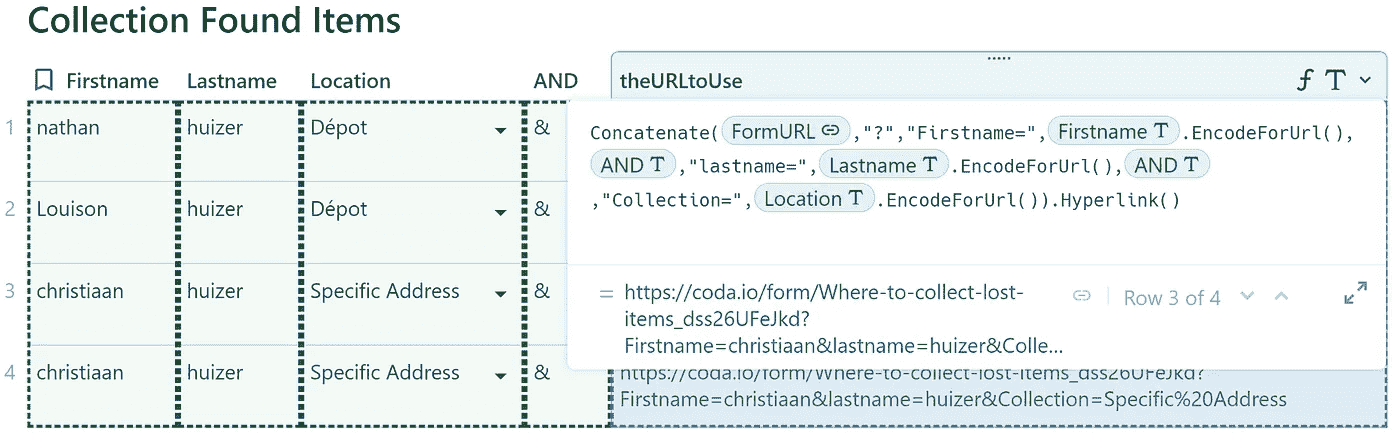 Collection Found Items
Firstname Lastname Location AND theURLtoUse
1 nathan huizer Dépot &
Concatenate( FormURL ,"?","Firstname=", Firstname T .EncodeForUrl(),
AND T ,"lastname=", Lastname T .EncodeForUrl(), AND T
,"Collection=", Location T .EncodeForUrl()).Hyperlink()
2 Louison huizer Dépot &
3 christiaan huizer Specific Address &
= https://coda.io/form/Where-to-collect-lost-
items_dss26UFeJkd?
Firstname=christiaan&lastname=huizer&Colle...
Row 3 of 4
4 christiaan huizer Specific Address &
https://coda.io/form/Where-to-collect-lost-items_dss26UFeJkd?
Firstname=christiaan&lastname=huizer&Collection=Specific%20Address